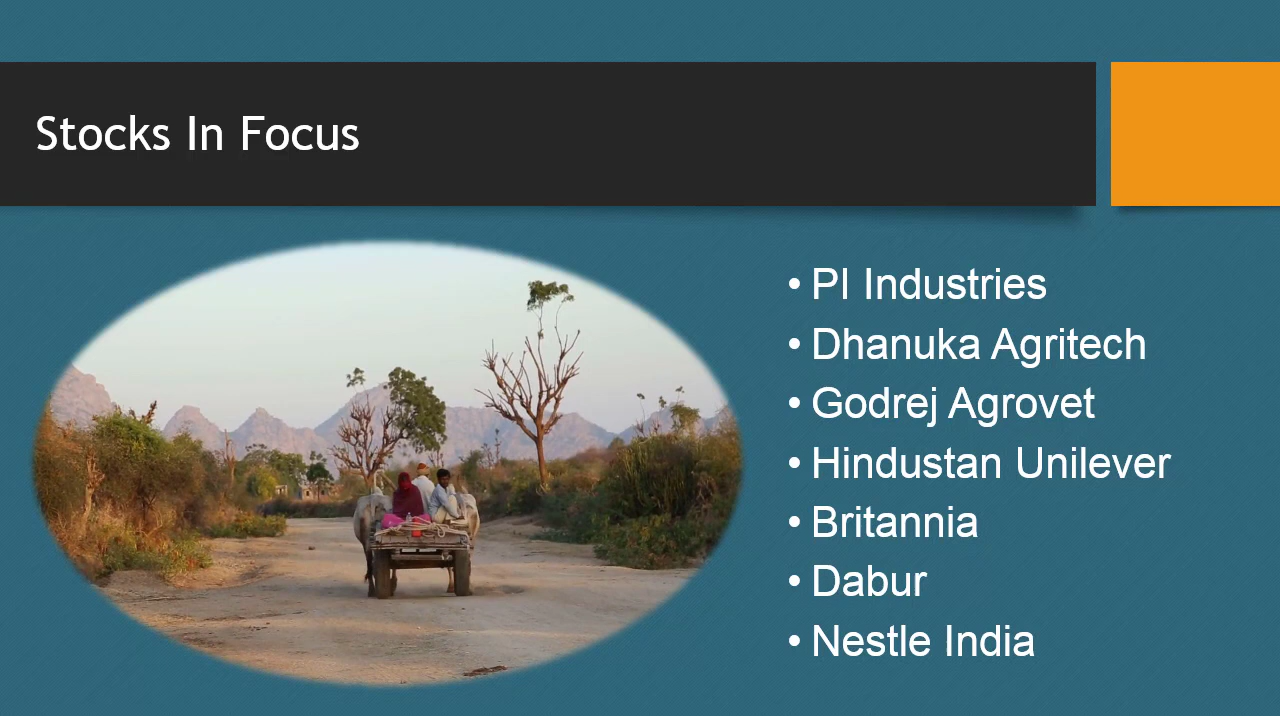 Stocks In Focus
• PI Industries
• Dhanuka Agritech
• Godrej Agrovet
• Hindustan Unilever
• Britannia
• Dabur
• Nestle India